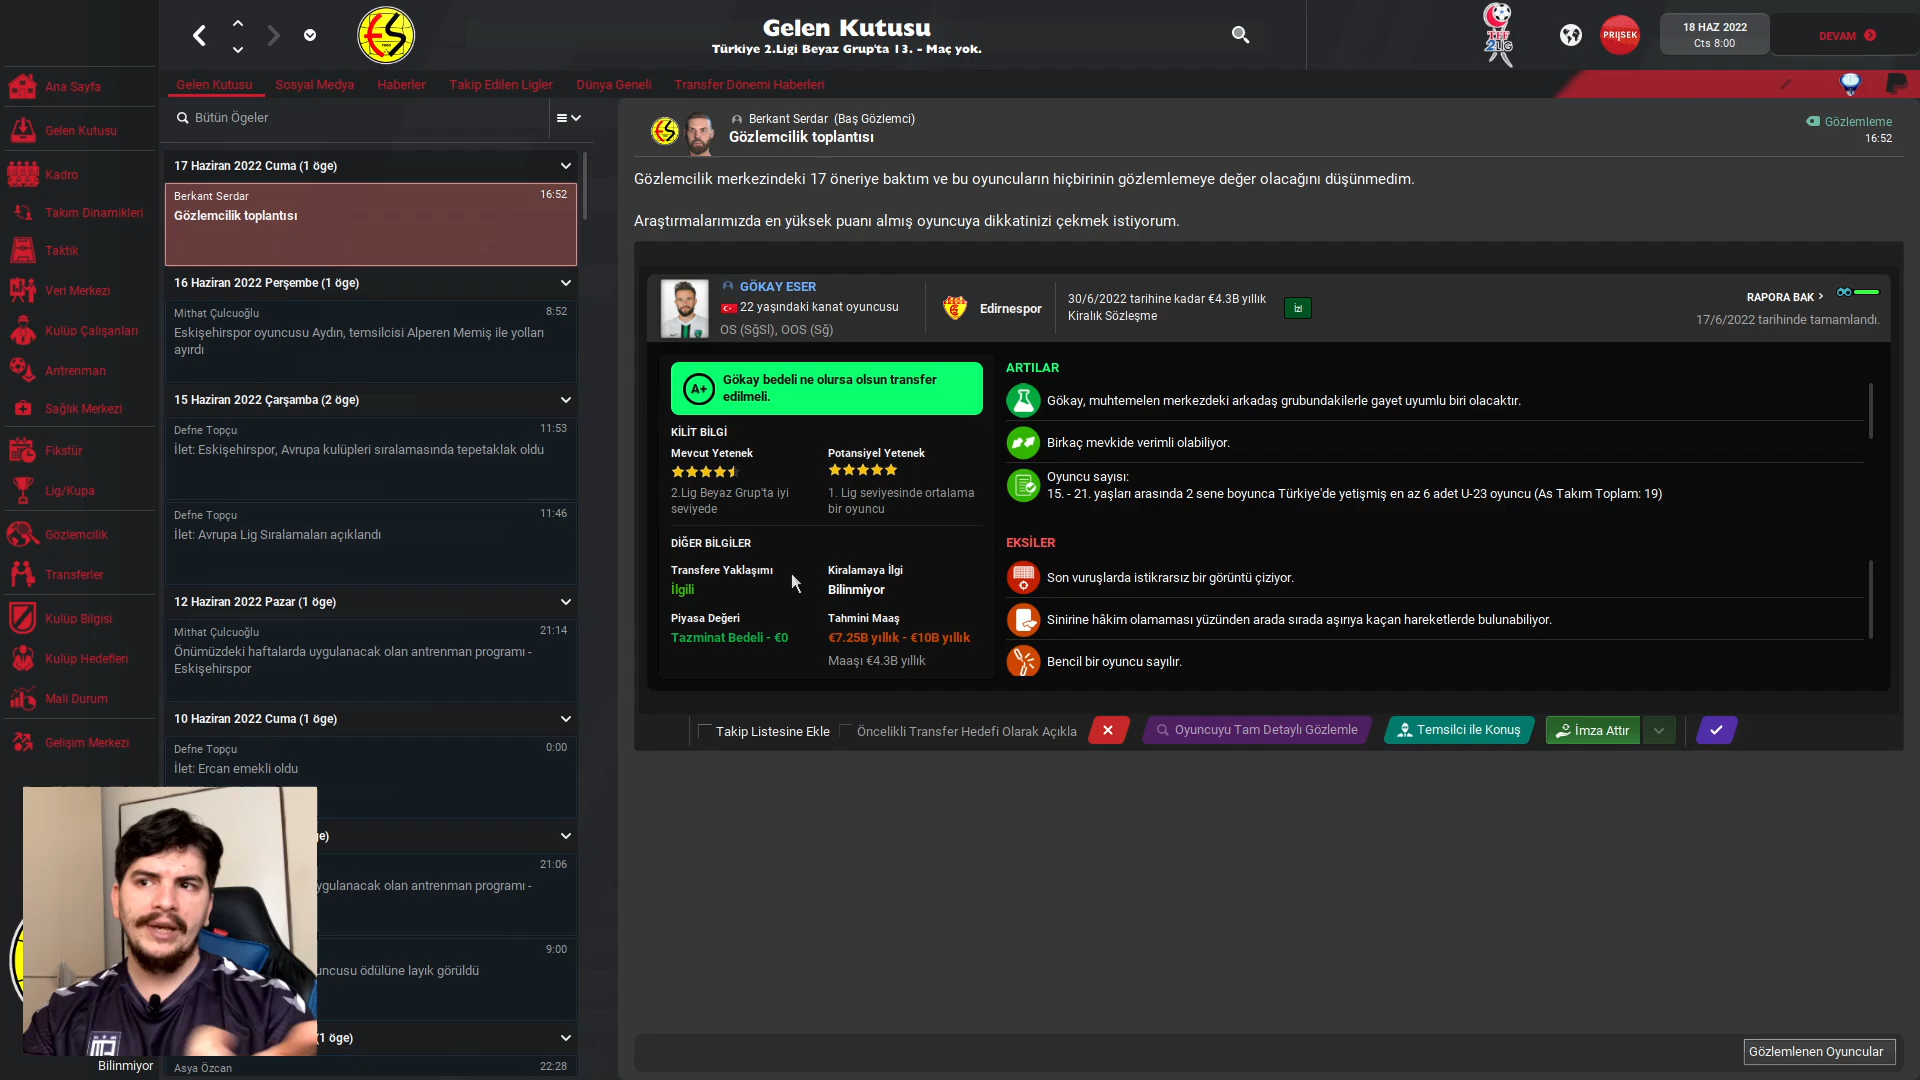 Gelen Kutusu
Türkiye 2.Ligi Beyaz Grup'ta 13. - Maç yok.
TFF
2LİG
PRIJSEK
18 HAZ 2022
Cts 8:00
DEVAM
Ana Sayfa
Gelen Kutusu
Kadro
Takım Dinamikleri
Taktik
Veri Merkezi
Kulüp Çalışanları
Antrenman
Sağlık Merkezi
Fikstür
Lig/Kupa
Gözlemcilik
Transferler
Kulüp Bilgisi
Kulüp Hedefleri
Mali Durum
Gelişim Merkezi
Bilinmiyor
Gelen Kutusu
Sosyal Medya
Haberler
Takip Edilen Ligler
Dünya Geneli
Transfer Dönemi Haberleri
Bütün Ögeler
17 Haziran 2022 Cuma (1 öge)
Berkant Serdar 16:52
Gözlemcilik toplantısı
16 Haziran 2022 Perşembe (1 öge)
Mithat Çulcuoğlu 8:52
Eskişehirspor oyuncusu Aydın, temsilcisi Alperen Memiş ile yolları
ayırdı
15 Haziran 2022 Çarşamba (2 öge)
Defne Topçu 11:53
İlet: Eskişehirspor, Avrupa kulüpleri sıralamasında tepetaklak oldu
Defne Topçu 11:46
İlet: Avrupa Lig Sıralamaları açıklandı
12 Haziran 2022 Pazar (1 öge)
Mithat Çulcuoğlu 21:14
Önümüzdeki haftalarda uygulanacak olan antrenman programı -
Eskişehirspor
10 Haziran 2022 Cuma (1 öge)
Defne Topçu 0:00
İlet: Ercan emekli oldu
ge)
21:06
ygulanacak olan antrenman programı -
9:00
uncusu ödülüne layık görüldü
(1 öge)
Asya Özcan 22:28
Berkant Serdar (Baş Gözlemci)
Gözlemcilik toplantısı
Gözlemleme
16:52
Gözlemcilik merkezindeki 17 öneriye baktım ve bu oyuncuların hiçbirinin gözlemlemeye değer olacağını düşünmedim.
Araştırmalarımızda en yüksek puanı almış oyuncuya dikkatinizi çekmek istiyorum.
GÖKAY ESER
22 yaşındaki kanat oyuncusu
OS (SğSl), OOS (Sğ)
Edirnespor
30/6/2022 tarihine kadar €4.3B yıllık
Kiralık Sözleşme
İzl
RAPORA BAK
17/6/2022 tarihinde tamamlandı.
A+
Gökay bedeli ne olursa olsun transfer
edilmeli.
KİLİT BİLGİ
Mevcut Yetenek
Potansiyel Yetenek
2.Lig Beyaz Grup'ta iyi
seviyede
1. Lig seviyesinde ortalama
bir oyuncu
DİĞER BİLGİLER
Transfere Yaklaşımı
İlgili
Kiralamaya İlgi
Bilinmiyor
Piyasa Değeri
Tazminat Bedeli - €0
Tahmini Maaş
€7.25B yıllık - €10B yıllık
Maaşı €4.3B yıllık
ARTILAR
Gökay, muhtemelen merkezdeki arkadaş grubundakilerle gayet uyumlu biri olacaktır.
Birkaç mevkide verimli olabiliyor.
Oyuncu sayısı:
15. - 21. yaşları arasında 2 sene boyunca Türkiye'de yetişmiş en az 6 adet U-23 oyuncu (As Takım Toplam: 19)
EKSİLER
Son vuruşlarda istikrarsız bir görüntü çiziyor.
Sinirine hâkim olamaması yüzünden arada sırada aşırıya kaçan hareketlerde bulunabiliyor.
Bencil bir oyuncu sayılır.
Takip Listesine Ekle
Öncelikli Transfer Hedefi Olarak Açıkla
Oyuncuyu Tam Detaylı Gözlemle
Temsilci ile Konuş
İmza Attır
Gözlemlenen Oyuncular